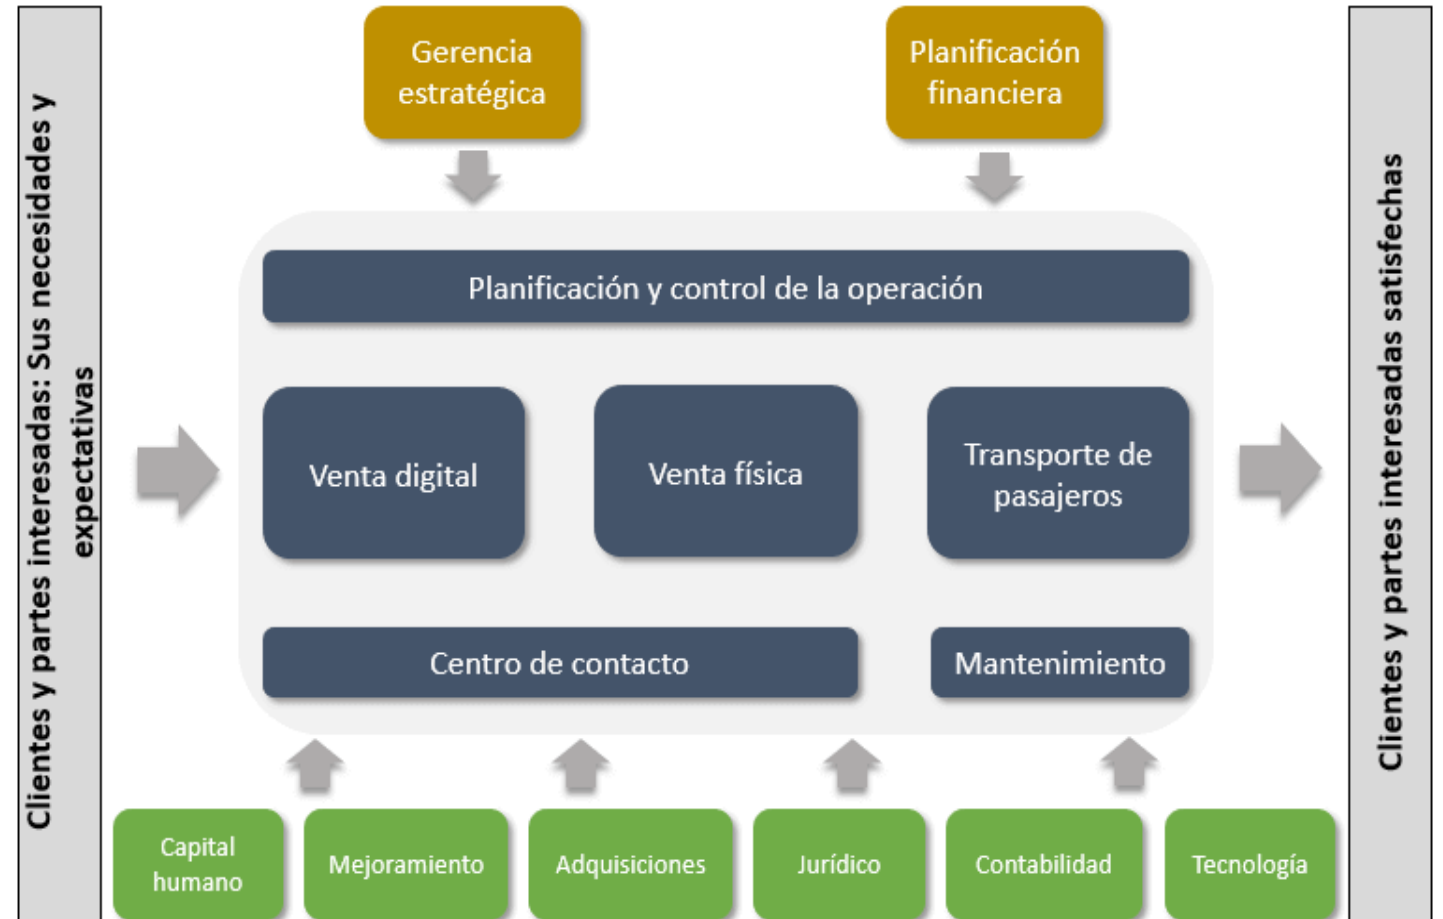 Clientes y partes interesadas: Sus necesidades y
expectativas
Gerencia
estratégica
Planificación
financiera
Planificación y control de la operación
Venta digital
Venta física
Transporte de
pasajeros
Centro de contacto
Mantenimiento
Capital
humano
Mejoramiento
Adquisiciones
Jurídico
Contabilidad
Tecnología
Clientes y partes interesadas satisfechas